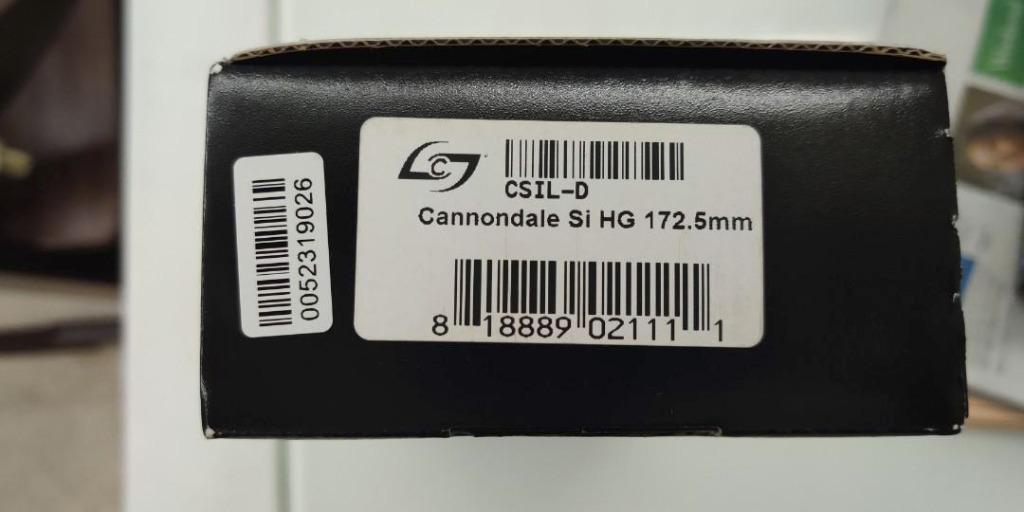 0052319026
C
CSIL-D
Cannondale Si HG 172.5mm
8 18889 02111 1